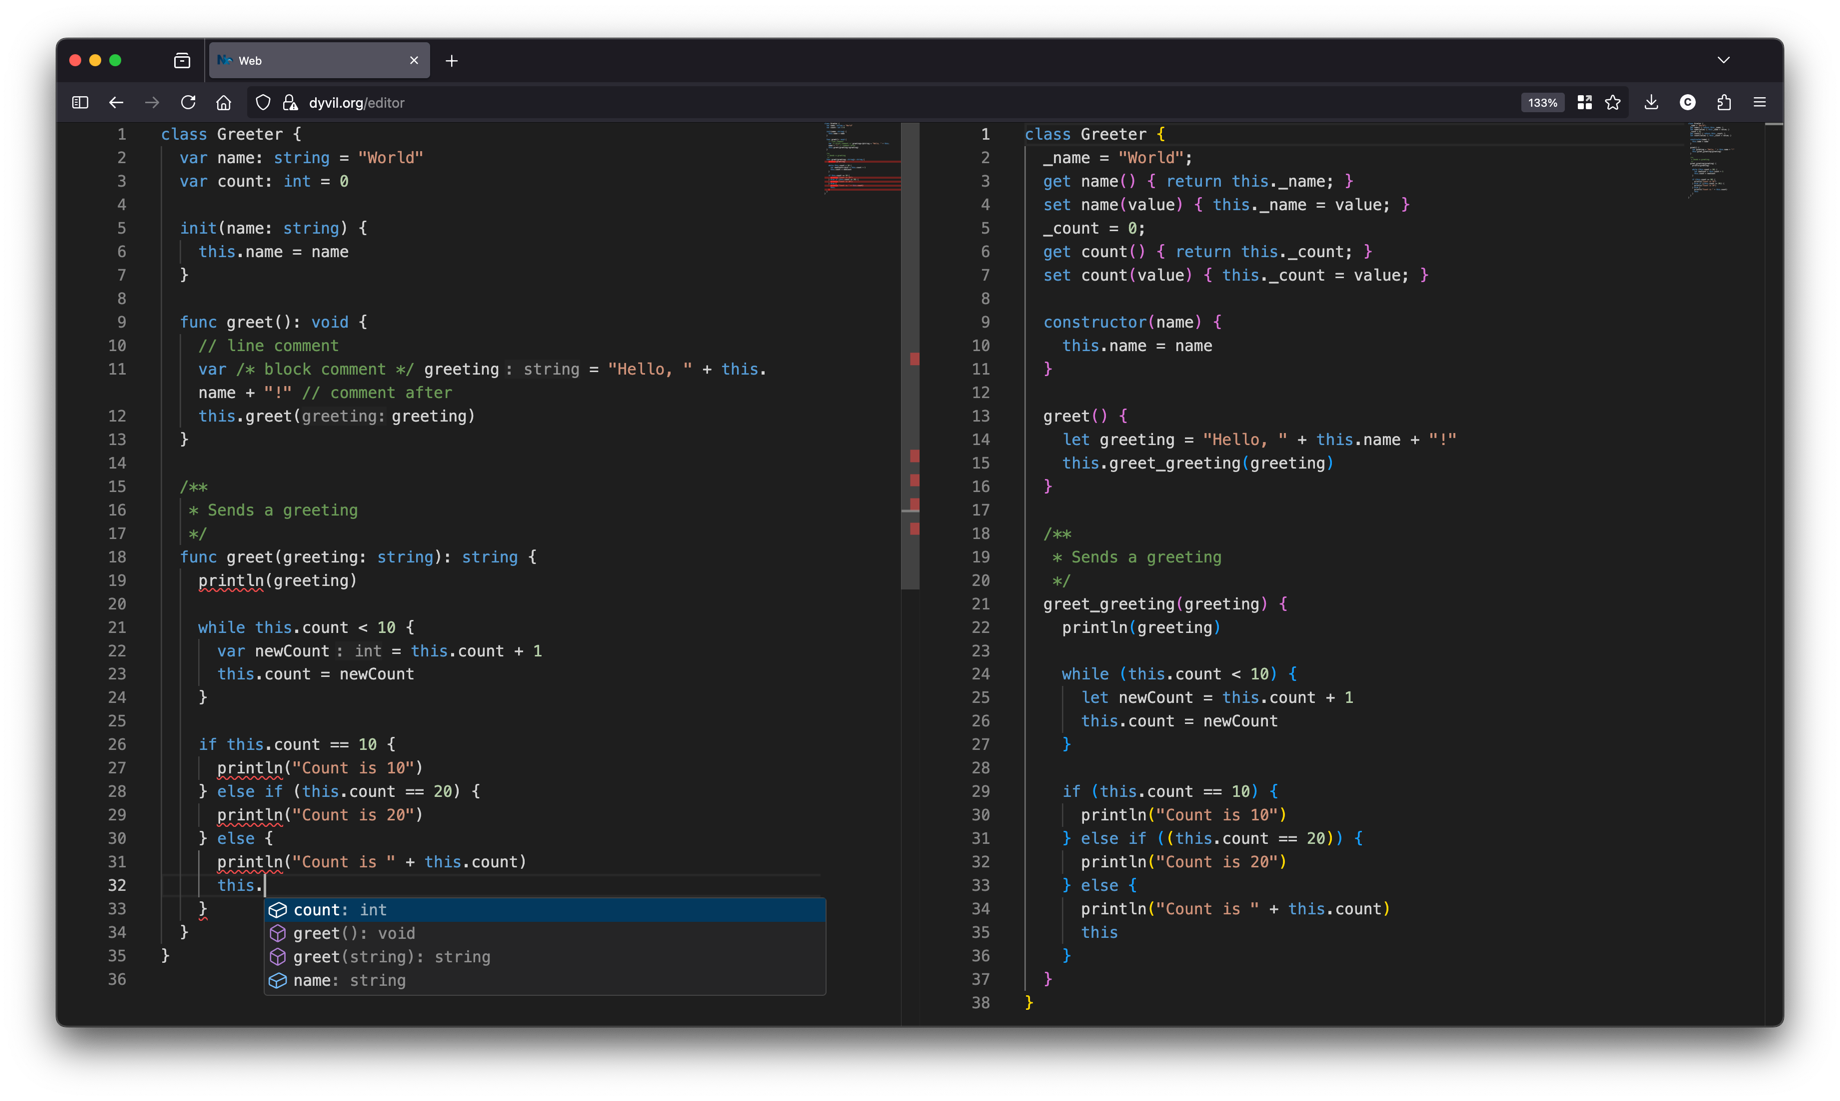 Web
dyvil.org/editor
133%
1 class Greeter {
2 var name: string = "World"
3 var count: int = 0
4
5 init(name: string) {
6 this.name = name
7 }
8
9 func greet(): void {
10 // line comment
11 var /* block comment */ greeting: string = "Hello, " + this.
name + "!" // comment after
12 this.greet(greeting: greeting)
13 }
14
15 /**
16 * Sends a greeting
17 */
18 func greet(greeting: string): string {
19 println(greeting)
20
21 while this.count < 10 {
22 var newCount: int = this.count + 1
23 this.count = newCount
24 }
25
26 if this.count == 10 {
27 println("Count is 10")
28 } else if (this.count == 20) {
29 println("Count is 20")
30 } else {
31 println("Count is " + this.count)
32 this.
33 }
34 }
35 }
36
count: int
greet(): void
greet(string): string
name: string
1 class Greeter {
2 _name = "World";
3 get name() { return this._name; }
4 set name(value) { this._name = value; }
5 _count = 0;
6 get count() { return this._count; }
7 set count(value) { this._count = value; }
8
9 constructor(name) {
10 this.name = name
11 }
12
13 greet() {
14 let greeting = "Hello, " + this.name + "!"
15 this.greet_greeting(greeting)
16 }
17
18 /**
19 * Sends a greeting
20 */
21 greet_greeting(greeting) {
22 println(greeting)
23
24 while (this.count < 10) {
25 let newCount = this.count + 1
26 this.count = newCount
27 }
28
29 if (this.count == 10) {
30 println("Count is 10")
31 } else if ((this.count == 20)) {
32 println("Count is 20")
33 } else {
34 println("Count is " + this.count)
35 this
36 }
37 }
38 }